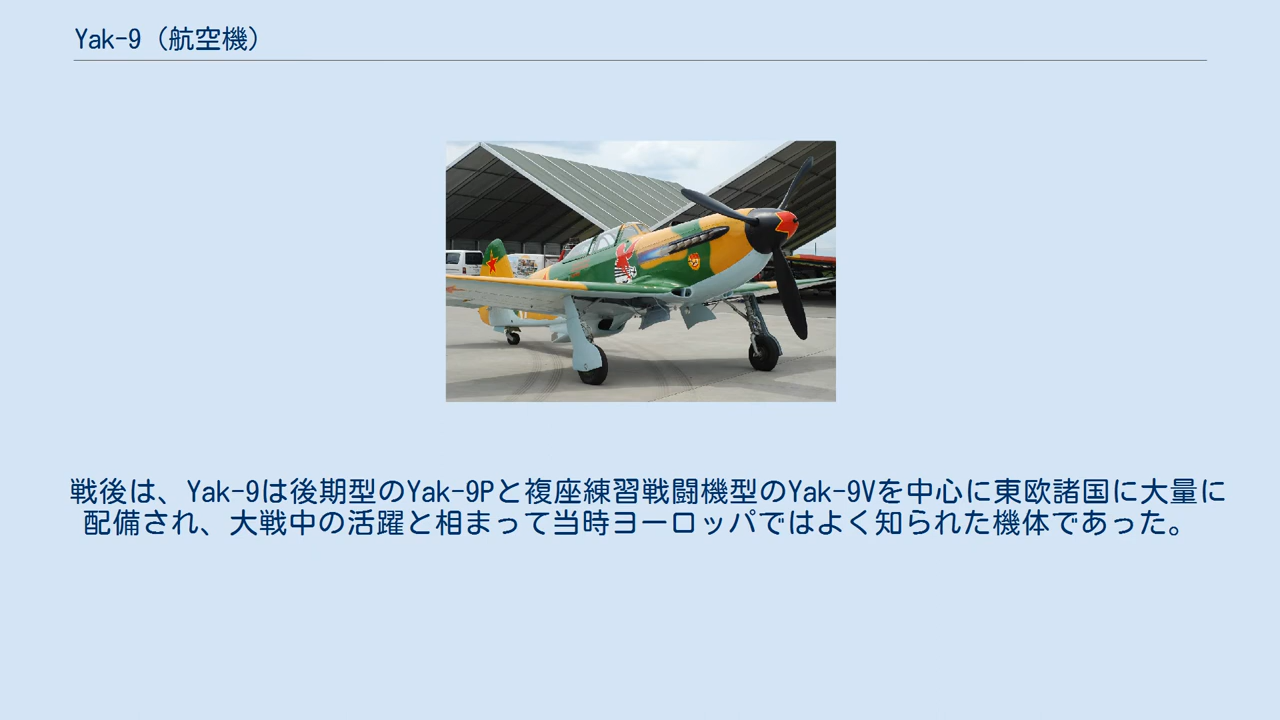 Yak-9（航空機）
戦後は、Yak-9は後期型のYak-9Pと複座練習戦闘機型のYak-9Vを中心に東欧諸国に大量に
配備され、大戦中の活躍と相まって当時ヨーロッパではよく知られた機体であった。